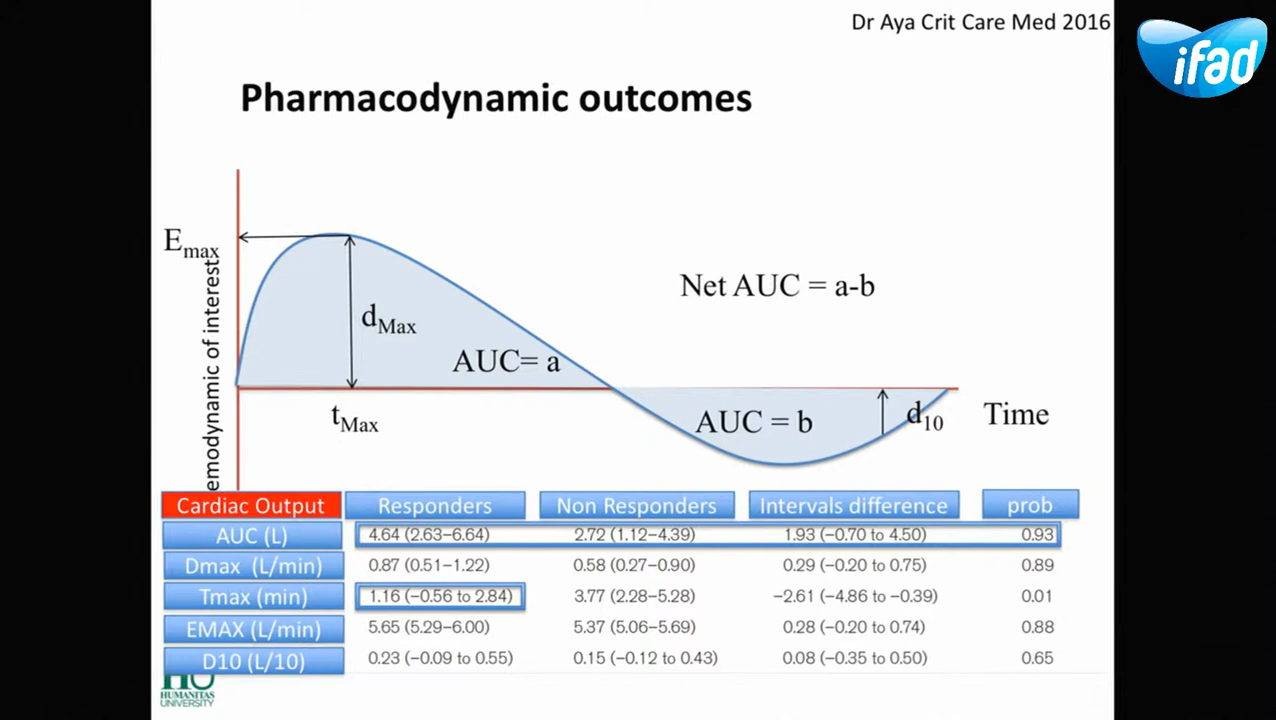 Dr Aya Crit Care Med 2016
ifad
Pharmacodynamic outcomes
Emax
emodynamic of interest
Net AUC = a-b
dMax
AUC= a
tMax
AUC = b
d10
Time
Cardiac Output Responders Non Responders Intervals difference prob
AUC (L) 4.64 (2.63–6.64) 2.72 (1.12–4.39) 1.93 (−0.70 to 4.50) 0.93
Dmax (L/min) 0.87 (0.51–1.22) 0.58 (0.27–0.90) 0.29 (−0.20 to 0.75) 0.89
Tmax (min) 1.16 (−0.56 to 2.84) 3.77 (2.28–5.28) −2.61 (−4.86 to −0.39) 0.01
EMAX (L/min) 5.65 (5.29–6.00) 5.37 (5.06–5.69) 0.28 (−0.20 to 0.74) 0.88
D10 (L/10) 0.23 (−0.09 to 0.55) 0.15 (−0.12 to 0.43) 0.08 (−0.35 to 0.50) 0.65
HU
HUMANITAS
UNIVERSITY